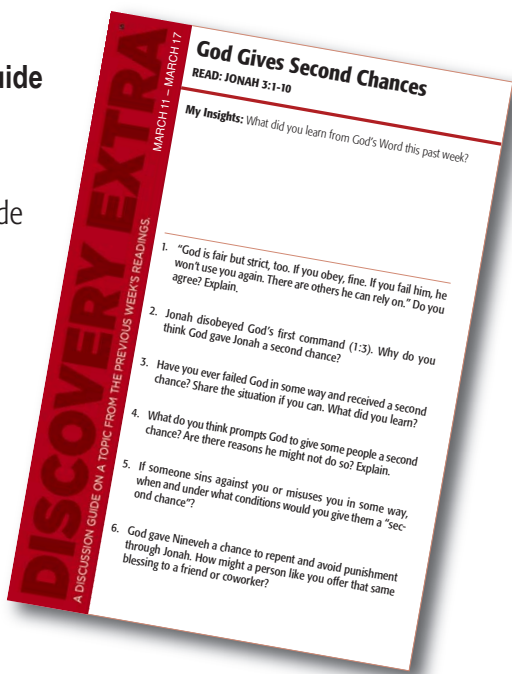 uide
de
DISCOVERY EXTRA
A DISCUSSION GUIDE ON A TOPIC FROM THE PREVIOUS WEEK'S READINGS.
MARCH 11 – MARCH 17
God Gives Second Chances
READ: JONAH 3:1-10
My Insights: What did you learn from God's Word this past week?
1. "God is fair but strict, too. If you obey, fine. If you fail him, he
won't use you again. There are others he can rely on." Do you
agree? Explain.
2. Jonah disobeyed God's first command (1:3). Why do you
think God gave Jonah a second chance?
3. Have you ever failed God in some way and received a second
chance? Share the situation if you can. What did you learn?
4. What do you think prompts God to give some people a second
chance? Are there reasons he might not do so? Explain.
5. If someone sins against you or misuses you in some way,
when and under what conditions would you give them a "sec-
ond chance"?
6. God gave Nineveh a chance to repent and avoid punishment
through Jonah. How might a person like you offer that same
blessing to a friend or coworker?